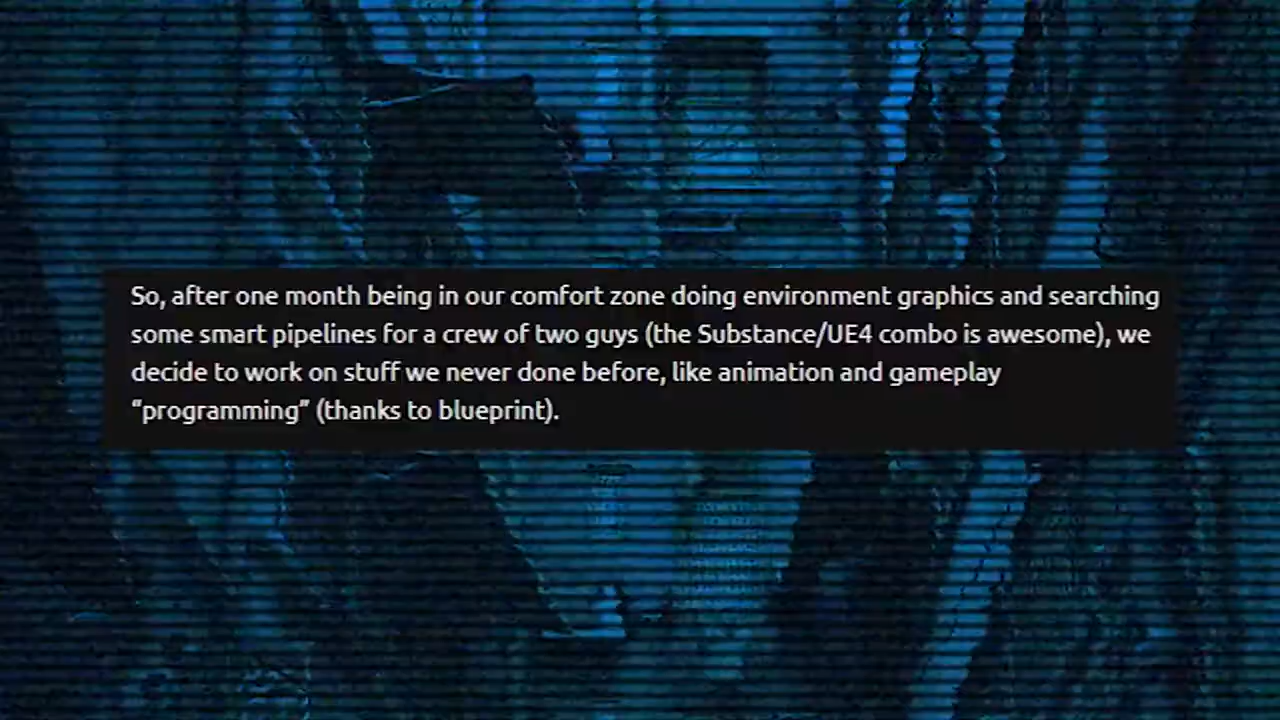 So, after one month being in our comfort zone doing environment graphics and searching
some smart pipelines for a crew of two guys (the Substance/UE4 combo is awesome), we
decide to work on stuff we never done before, like animation and gameplay
“programming” (thanks to blueprint).